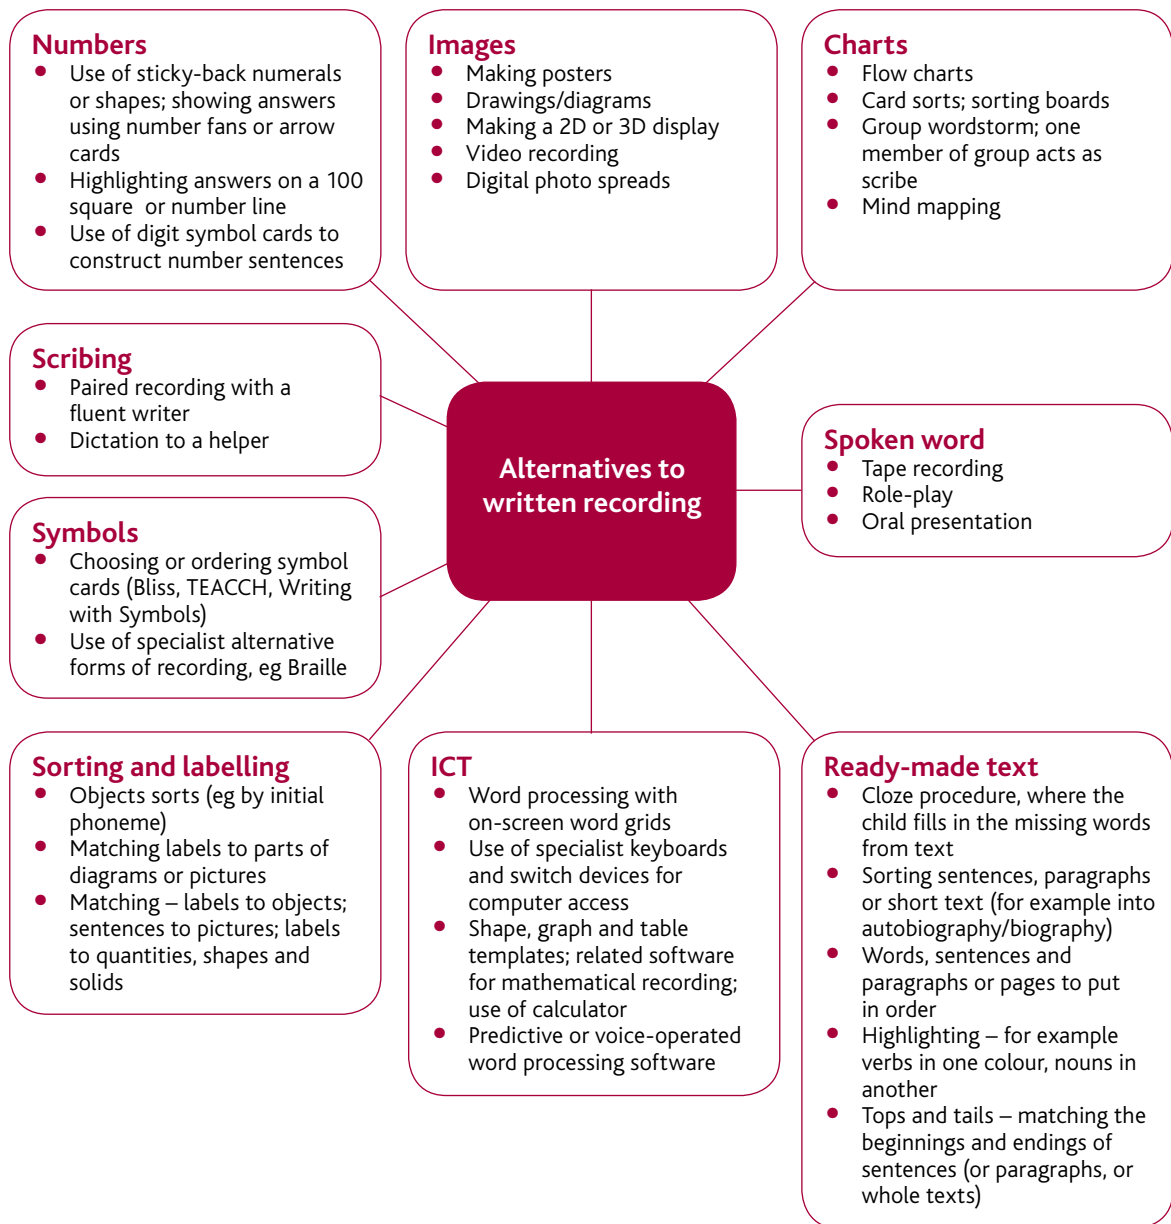 Numbers
Use of sticky-back numerals
or shapes; showing answers
using number fans or arrow
cards
Highlighting answers on a 100
square or number line
Use of digit symbol cards to
construct number sentences
Images
Making posters
Drawings/diagrams
Making a 2D or 3D display
Video recording
Digital photo spreads
Charts
Flow charts
Card sorts; sorting boards
Group wordstorm; one
member of group acts as
scribe
Mind mapping
Scribing
Paired recording with a
fluent writer
Dictation to a helper
Alternatives to
written recording
Spoken word
Tape recording
Role-play
Oral presentation
Symbols
Choosing or ordering symbol
cards (Bliss, TEACCH, Writing
with Symbols)
Use of specialist alternative
forms of recording, eg Braille
Sorting and labelling
Objects sorts (eg by initial
phoneme)
Matching labels to parts of
diagrams or pictures
Matching – labels to objects;
sentences to pictures; labels
to quantities, shapes and
solids
ICT
Word processing with
on-screen word grids
Use of specialist keyboards
and switch devices for
computer access
Shape, graph and table
templates; related software
for mathematical recording;
use of calculator
Predictive or voice-operated
word processing software
Ready-made text
Cloze procedure, where the
child fills in the missing words
from text
Sorting sentences, paragraphs
or short text (for example into
autobiography/biography)
Words, sentences and
paragraphs or pages to put
in order
Highlighting – for example
verbs in one colour, nouns in
another
Tops and tails – matching the
beginnings and endings of
sentences (or paragraphs, or
whole texts)